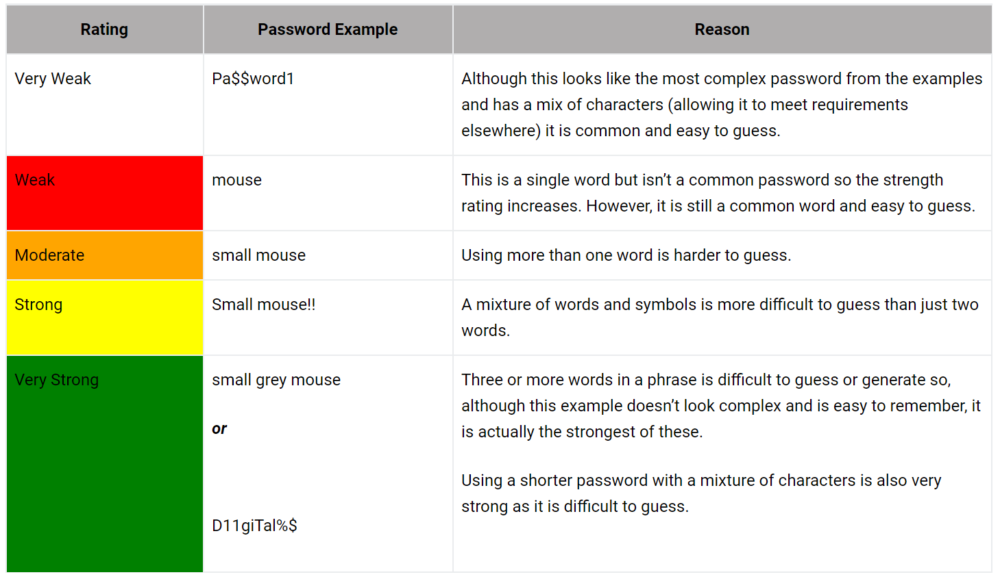 Rating
Password Example
Reason
Very Weak
Pa$$word1
Although this looks like the most complex password from the examples
and has a mix of characters (allowing it to meet requirements
elsewhere) it is common and easy to guess.
Weak
mouse
This is a single word but isn’t a common password so the strength
rating increases. However, it is still a common word and easy to guess.
Moderate
small mouse
Using more than one word is harder to guess.
Strong
Small mouse!!
A mixture of words and symbols is more difficult to guess than just two
words.
Very Strong
small grey mouse
or
D11giTal%$
Three or more words in a phrase is difficult to guess or generate so,
although this example doesn’t look complex and is easy to remember, it
is actually the strongest of these.
Using a shorter password with a mixture of characters is also very
strong as it is difficult to guess.